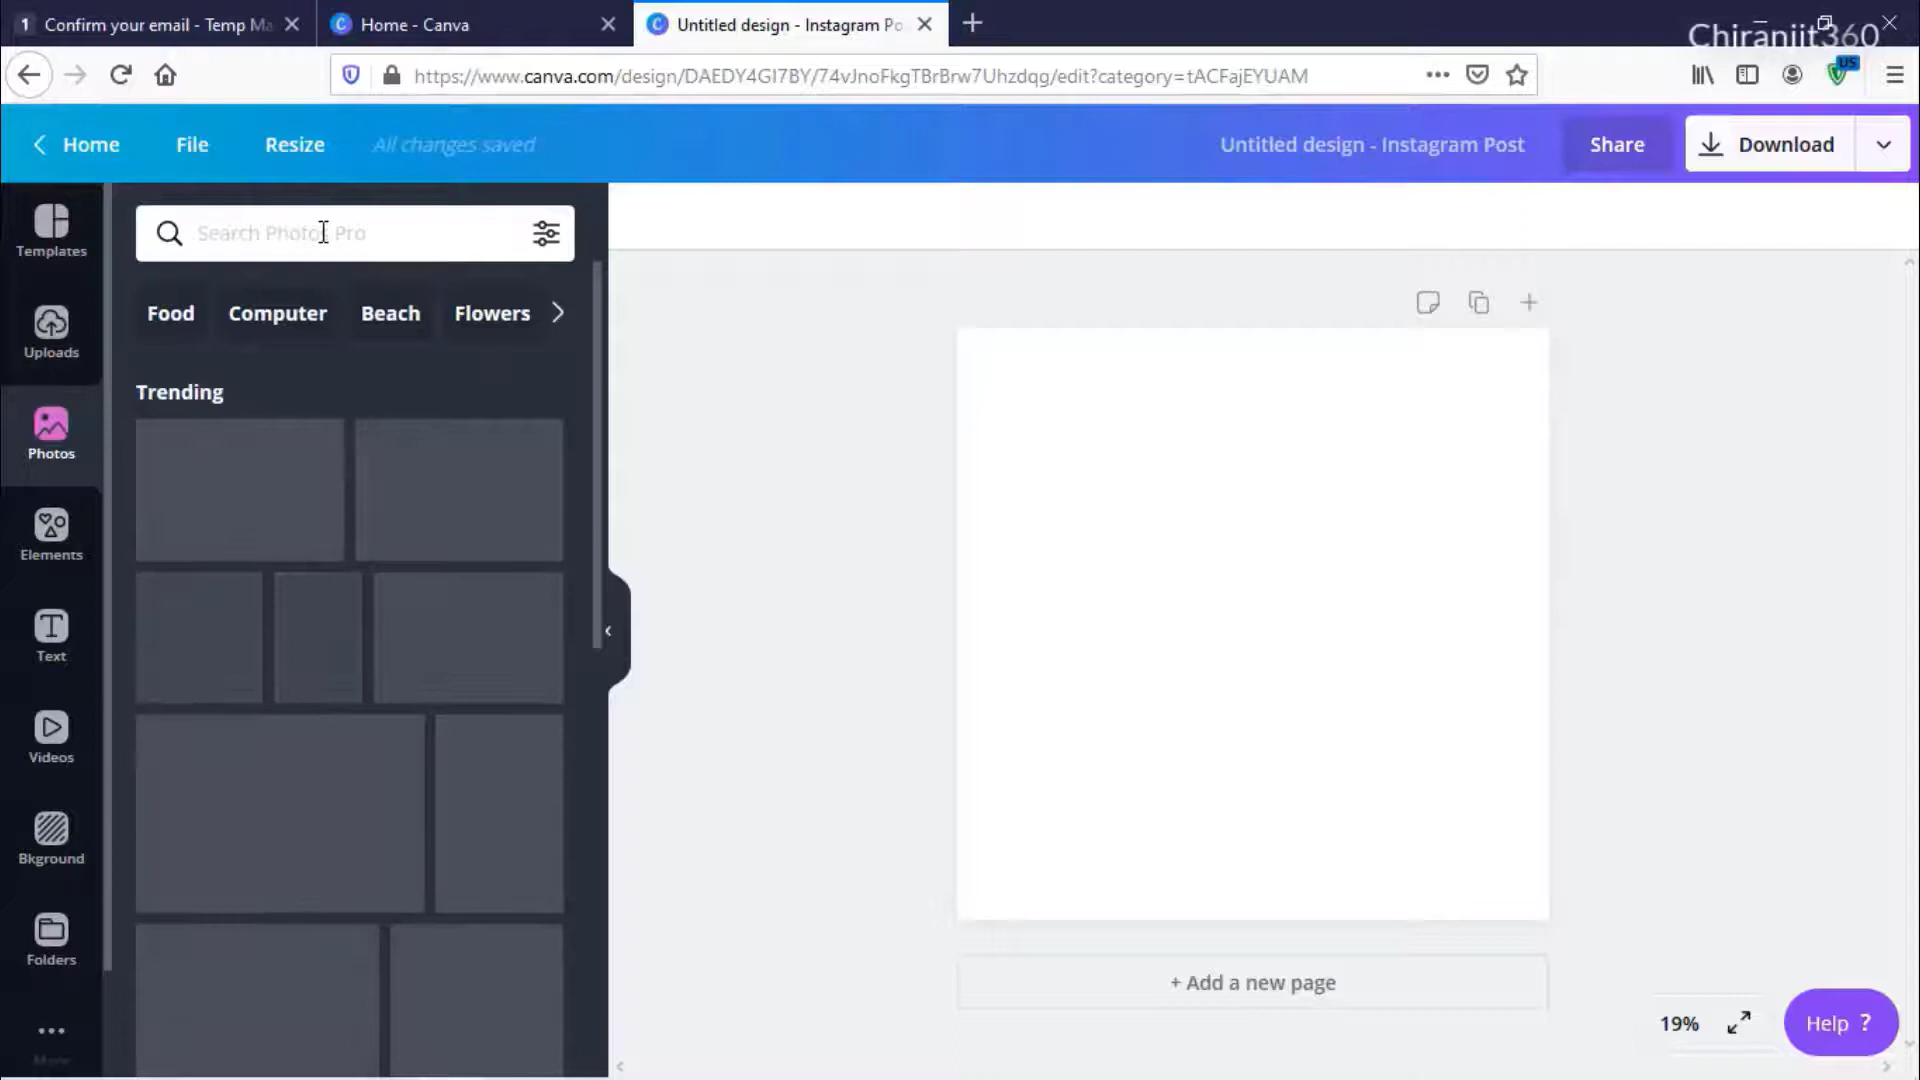 1 Confirm your email - Temp Ma
Home - Canva
Untitled design - Instagram Po
Chiranjit360
https://www.canva.com/design/DAEDY4GI7BY/74vJnoFkgTBrBrw7Uhzdqg/edit?category=tACFajEYUAM
US
Home
File
Resize
All changes saved
Untitled design - Instagram Post
Share
Download
Templates
Uploads
Photos
Elements
Text
Videos
Bkground
Folders
More
Search Photos Pro
Food
Computer
Beach
Flowers
Trending
+ Add a new page
19%
Help ?